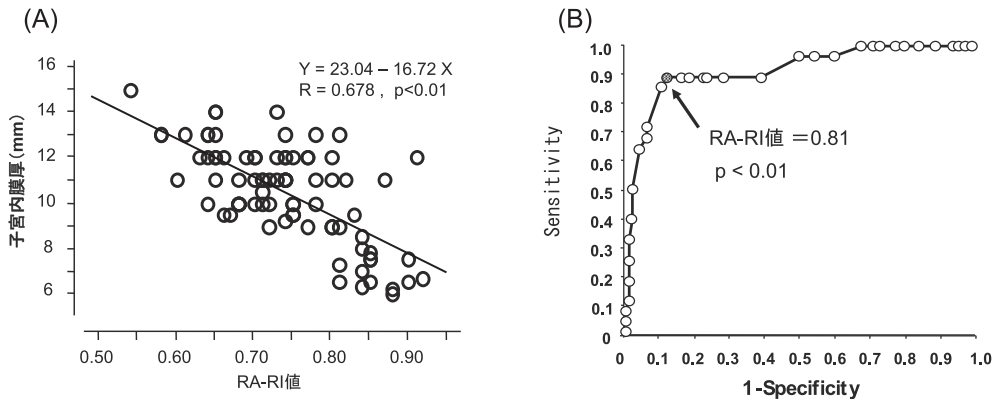 (A)
Y = 23.04 – 16.72 X
R = 0.678 , p<0.01
子宮内膜厚(mm)
16
14
12
10
8
6
0.50 0.60 0.70 0.80 0.90
RA-RI値
(B)
Sensitivity
1.0
0.9
0.8
0.7
0.6
0.5
0.4
0.3
0.2
0.1
0
RA-RI値 =0.81
p < 0.01
0 0.1 0.2 0.3 0.4 0.5 0.6 0.7 0.8 0.9 1.0
1-Specificity